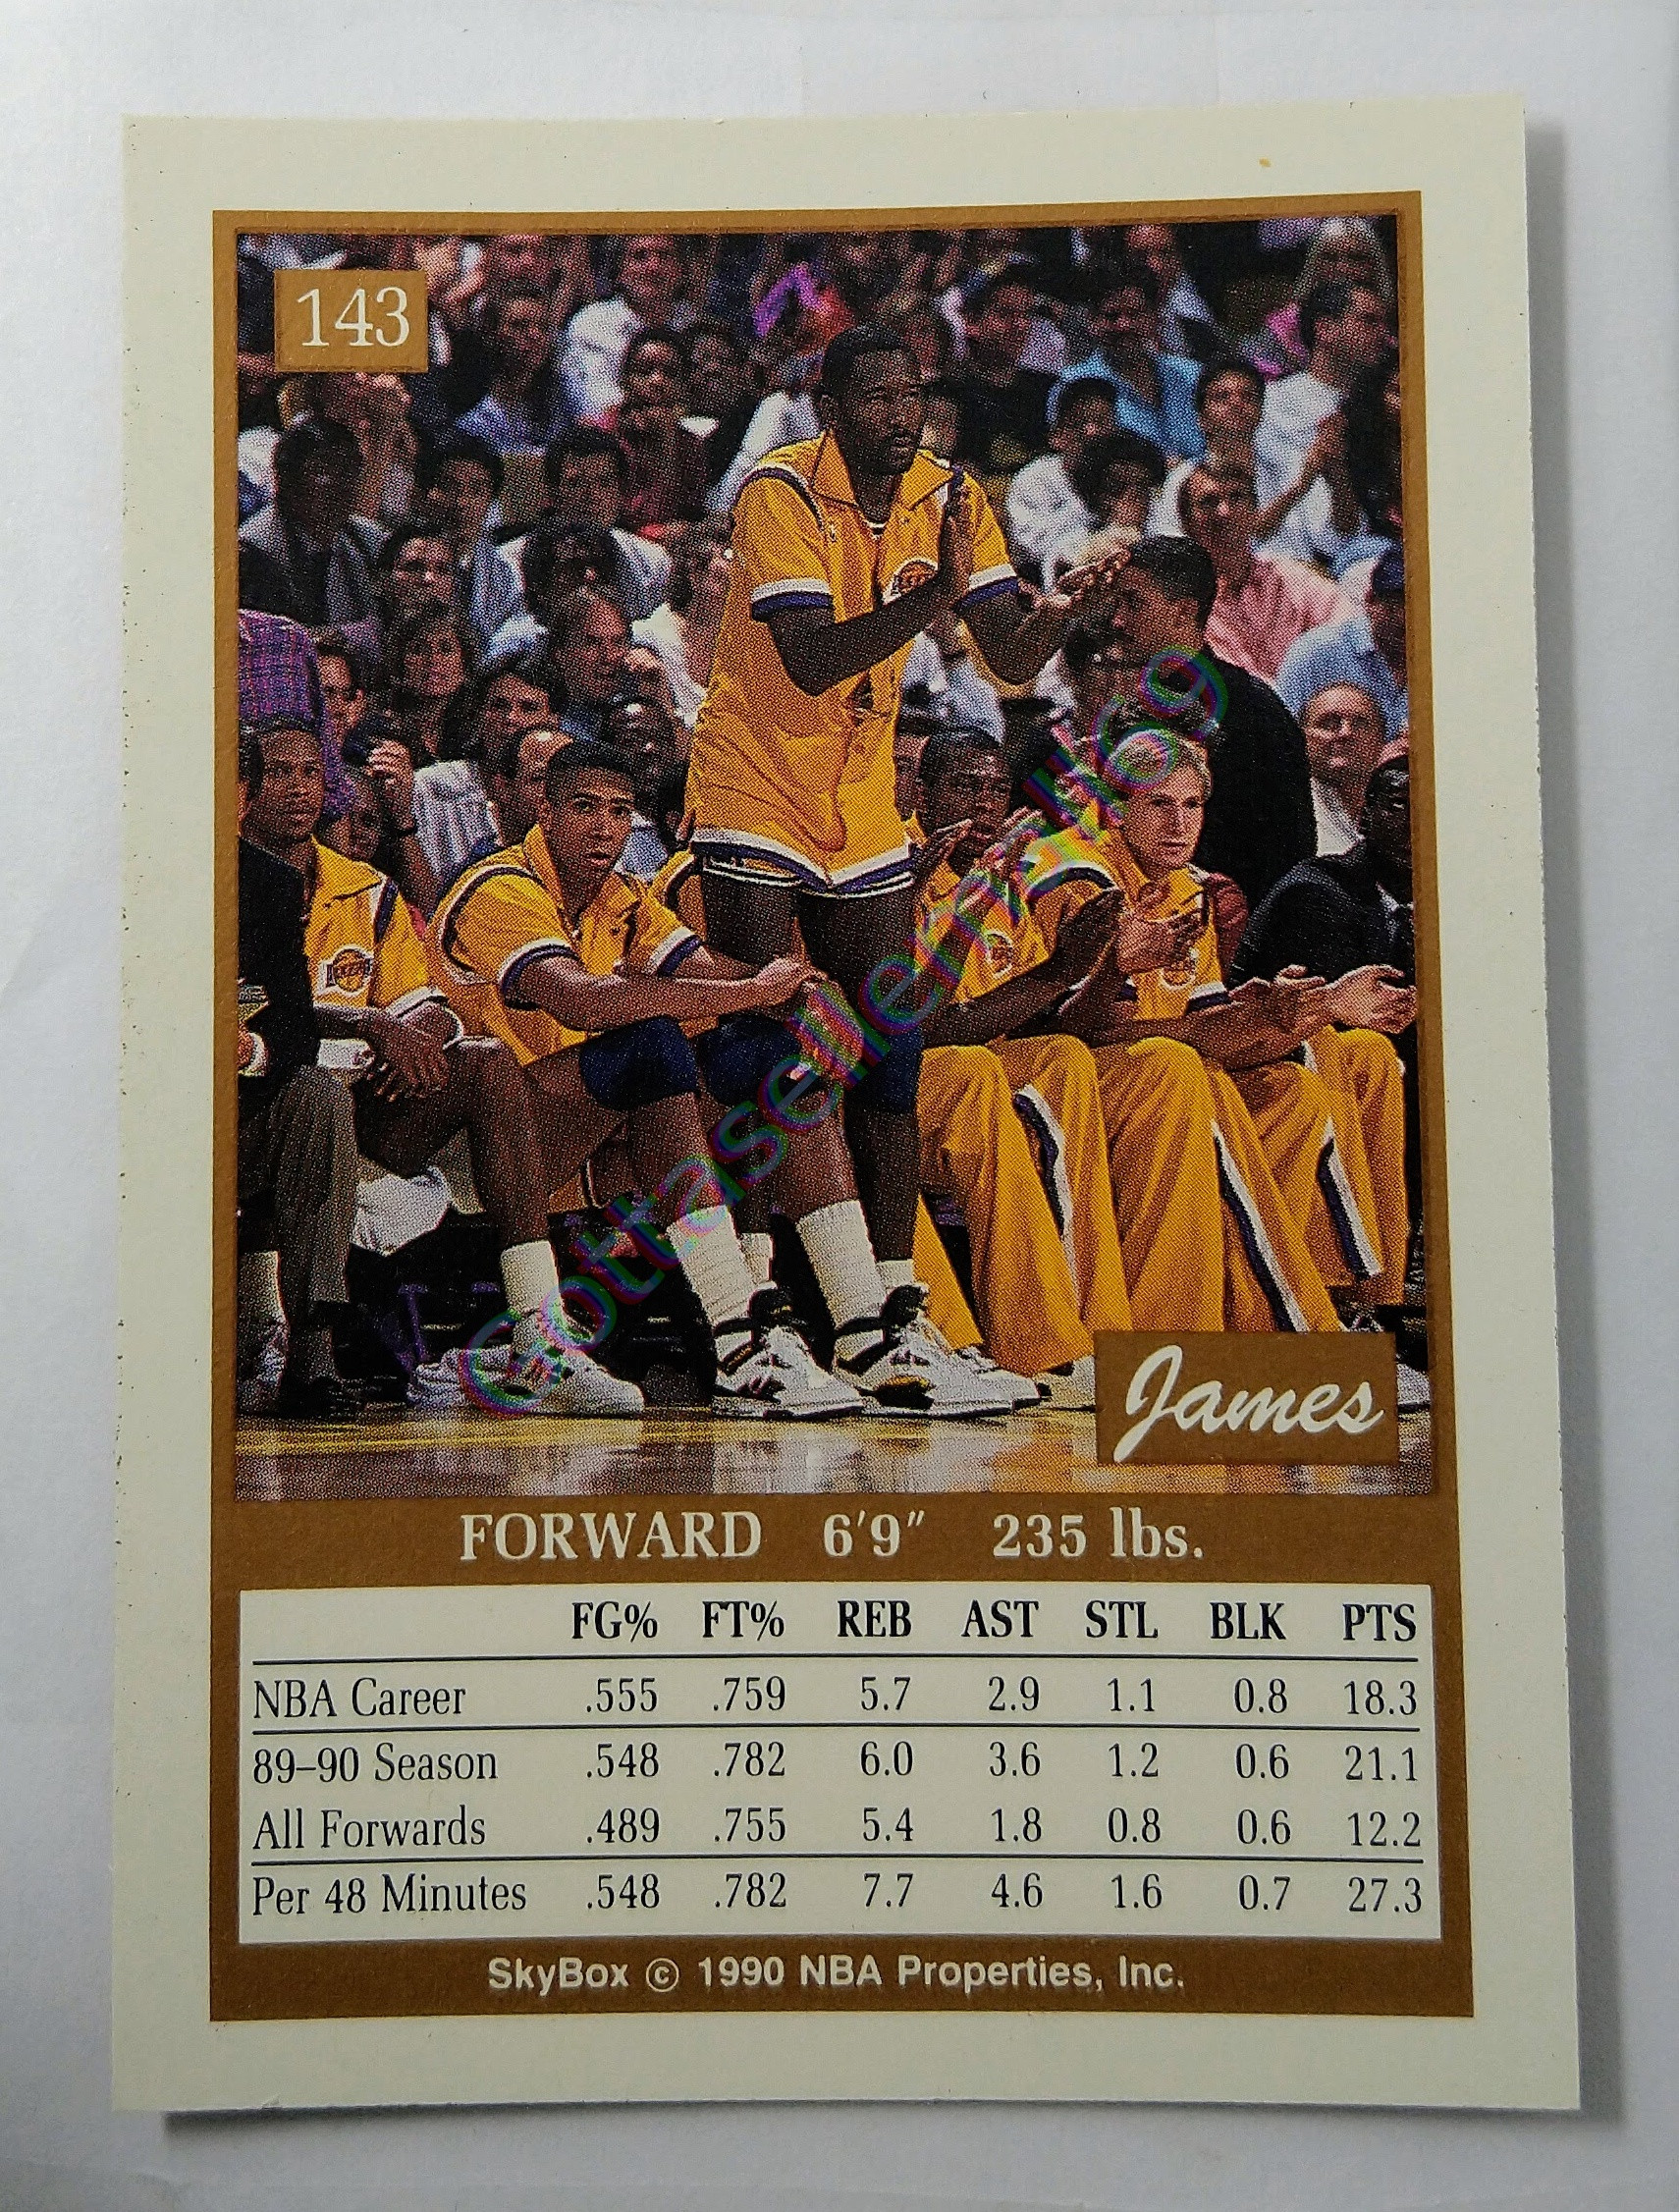 143
Gottasellemall69
James
FORWARD 6'9" 235 lbs.
FG% FT% REB AST STL BLK PTS
NBA Career .555 .759 5.7 2.9 1.1 0.8 18.3
89–90 Season .548 .782 6.0 3.6 1.2 0.6 21.1
All Forwards .489 .755 5.4 1.8 0.8 0.6 12.2
Per 48 Minutes .548 .782 7.7 4.6 1.6 0.7 27.3
SkyBox © 1990 NBA Properties, Inc.